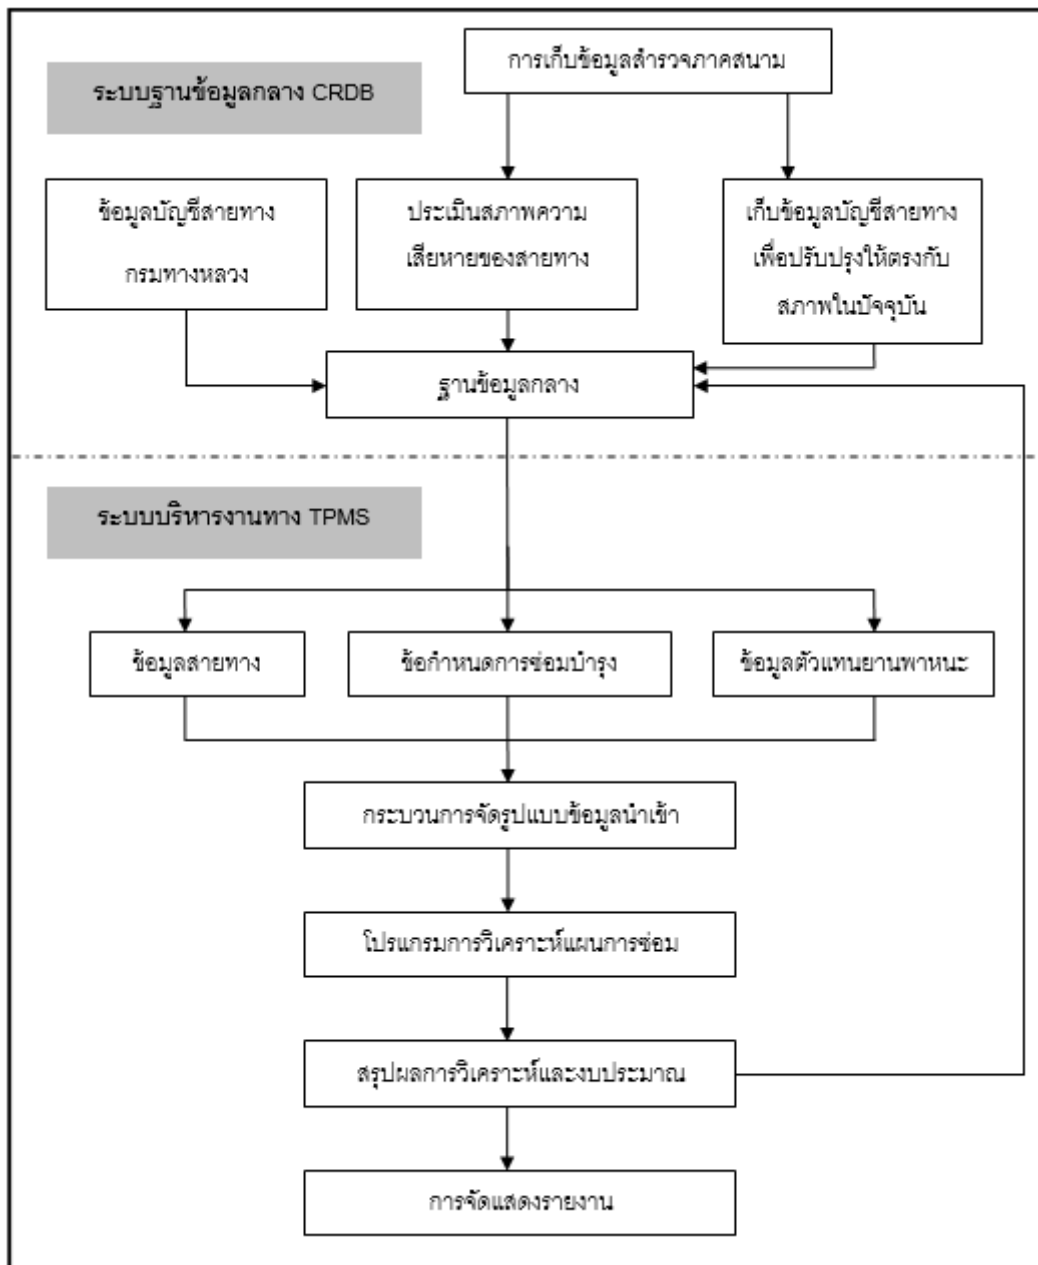 การเก็บข้อมูลสำรวจภาคสนาม
ระบบฐานข้อมูลกลาง CRDB
ข้อมูลบัญชีสายทาง
กรมทางหลวง
ประเมินสภาพความ
เสียหายของสายทาง
เก็บข้อมูลบัญชีสายทาง
เพื่อปรับปรุงให้ตรงกับ
สภาพในปัจจุบัน
ฐานข้อมูลกลาง
ระบบบริหารงานทาง TPMS
ข้อมูลสายทาง
ข้อกำหนดการซ่อมบำรุง
ข้อมูลตัวแทนยานพาหนะ
กระบวนการจัดรูปแบบข้อมูลนำเข้า
โปรแกรมการวิเคราะห์แผนการซ่อม
สรุปผลการวิเคราะห์และงบประมาณ
การจัดแสดงรายงาน